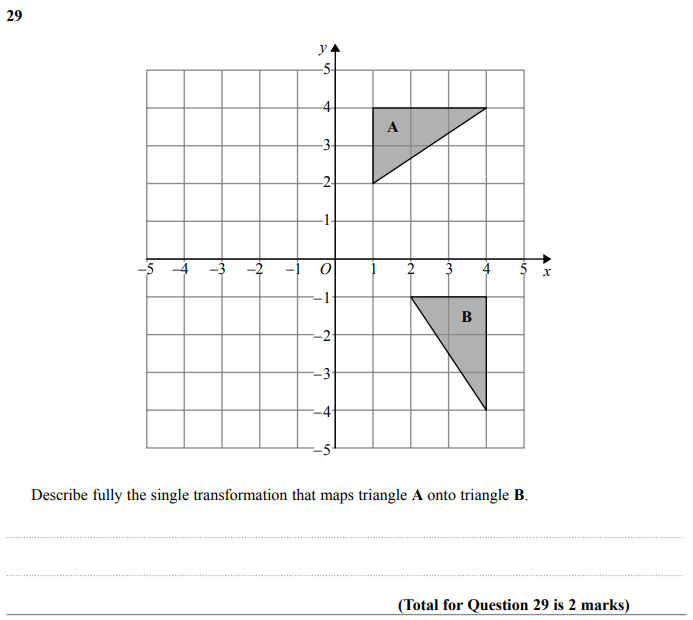 29
y
5
4
A
3
2
1
–5 –4 –3 –2 –1 O 1 2 3 4 5 x
–1
B
–2
–3
–4
–5
Describe fully the single transformation that maps triangle A onto triangle B.
(Total for Question 29 is 2 marks)